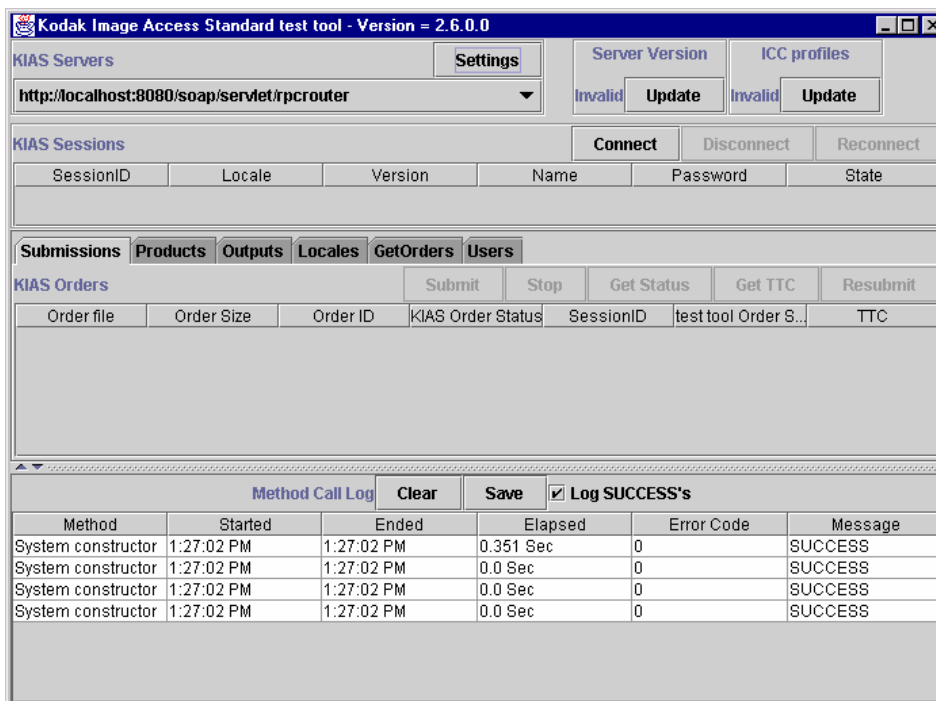 Kodak Image Access Standard test tool - Version = 2.6.0.0
KIAS Servers Settings Server Version ICC profiles
http://localhost:8080/soap/servlet/rpcrouter Invalid Update Invalid Update
KIAS Sessions Connect Disconnect Reconnect
SessionID Locale Version Name Password State
Submissions Products Outputs Locales GetOrders Users
KIAS Orders Submit Stop Get Status Get TTC Resubmit
Order file Order Size Order ID KIAS Order Status SessionID test tool Order S... TTC
Method Call Log Clear Save Log SUCCESS's
Method Started Ended Elapsed Error Code Message
System constructor 1:27:02 PM 1:27:02 PM 0.351 Sec 0 SUCCESS
System constructor 1:27:02 PM 1:27:02 PM 0.0 Sec 0 SUCCESS
System constructor 1:27:02 PM 1:27:02 PM 0.0 Sec 0 SUCCESS
System constructor 1:27:02 PM 1:27:02 PM 0.0 Sec 0 SUCCESS